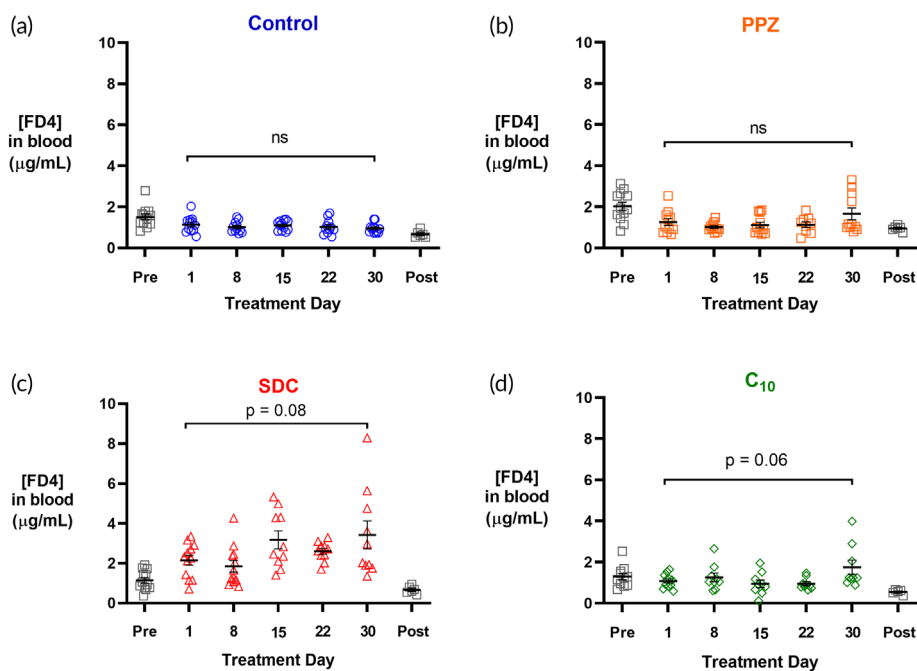 (a)
Control
10
8
6
4
2
0
[FD4]
in blood
(μg/mL)
ns
Pre 1 8 15 22 30 Post
Treatment Day
(b)
PPZ
10
8
6
4
2
0
[FD4]
in blood
(μg/mL)
ns
Pre 1 8 15 22 30 Post
Treatment Day
(c)
SDC
p = 0.08
10
8
6
4
2
0
[FD4]
in blood
(μg/mL)
Pre 1 8 15 22 30 Post
Treatment Day
(d)
C₁₀
10
8
6
4
2
0
[FD4]
in blood
(μg/mL)
p = 0.06
Pre 1 8 15 22 30 Post
Treatment Day